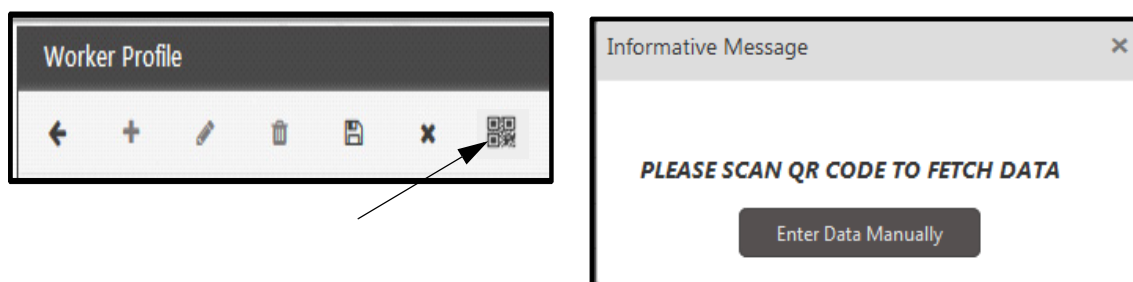 Worker Profile
Informative Message
PLEASE SCAN QR CODE TO FETCH DATA
Enter Data Manually